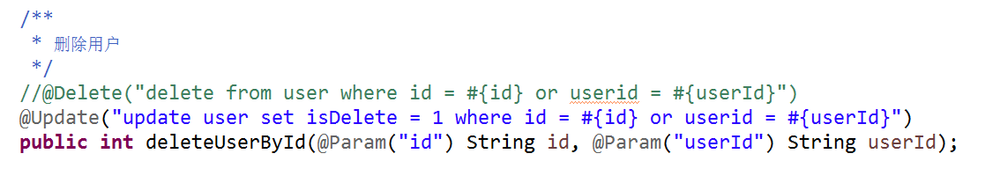 /**
 * 删除用户
 */
//@Delete("delete from user where id = #{id} or userid = #{userId}")
@Update("update user set isDelete = 1 where id = #{id} or userid = #{userId}")
public int deleteUserById(@Param("id") String id, @Param("userId") String userId);